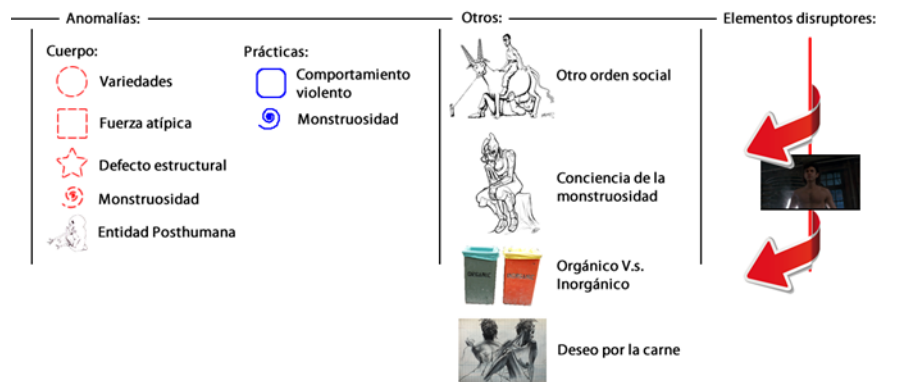 Anomalías:
Otros:
Elementos disruptores:
Cuerpo:
Variedades
Fuerza atípica
Defecto estructural
Monstruosidad
Entidad Posthumana
Prácticas:
Comportamiento
violento
Monstruosidad
Otro orden social
Conciencia de la
monstruosidad
Orgánico V.s.
Inorgánico
Deseo por la carne